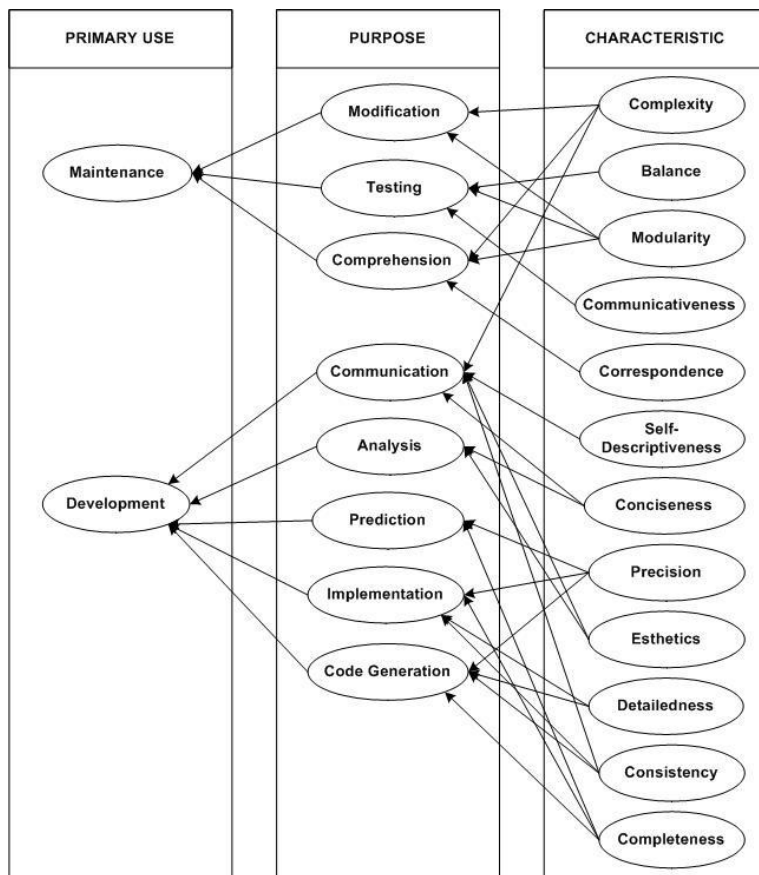 PRIMARY USE
PURPOSE
CHARACTERISTIC
Maintenance
Development
Modification
Testing
Comprehension
Communication
Analysis
Prediction
Implementation
Code Generation
Complexity
Balance
Modularity
Communicativeness
Correspondence
Self-
Descriptiveness
Conciseness
Precision
Esthetics
Detailedness
Consistency
Completeness